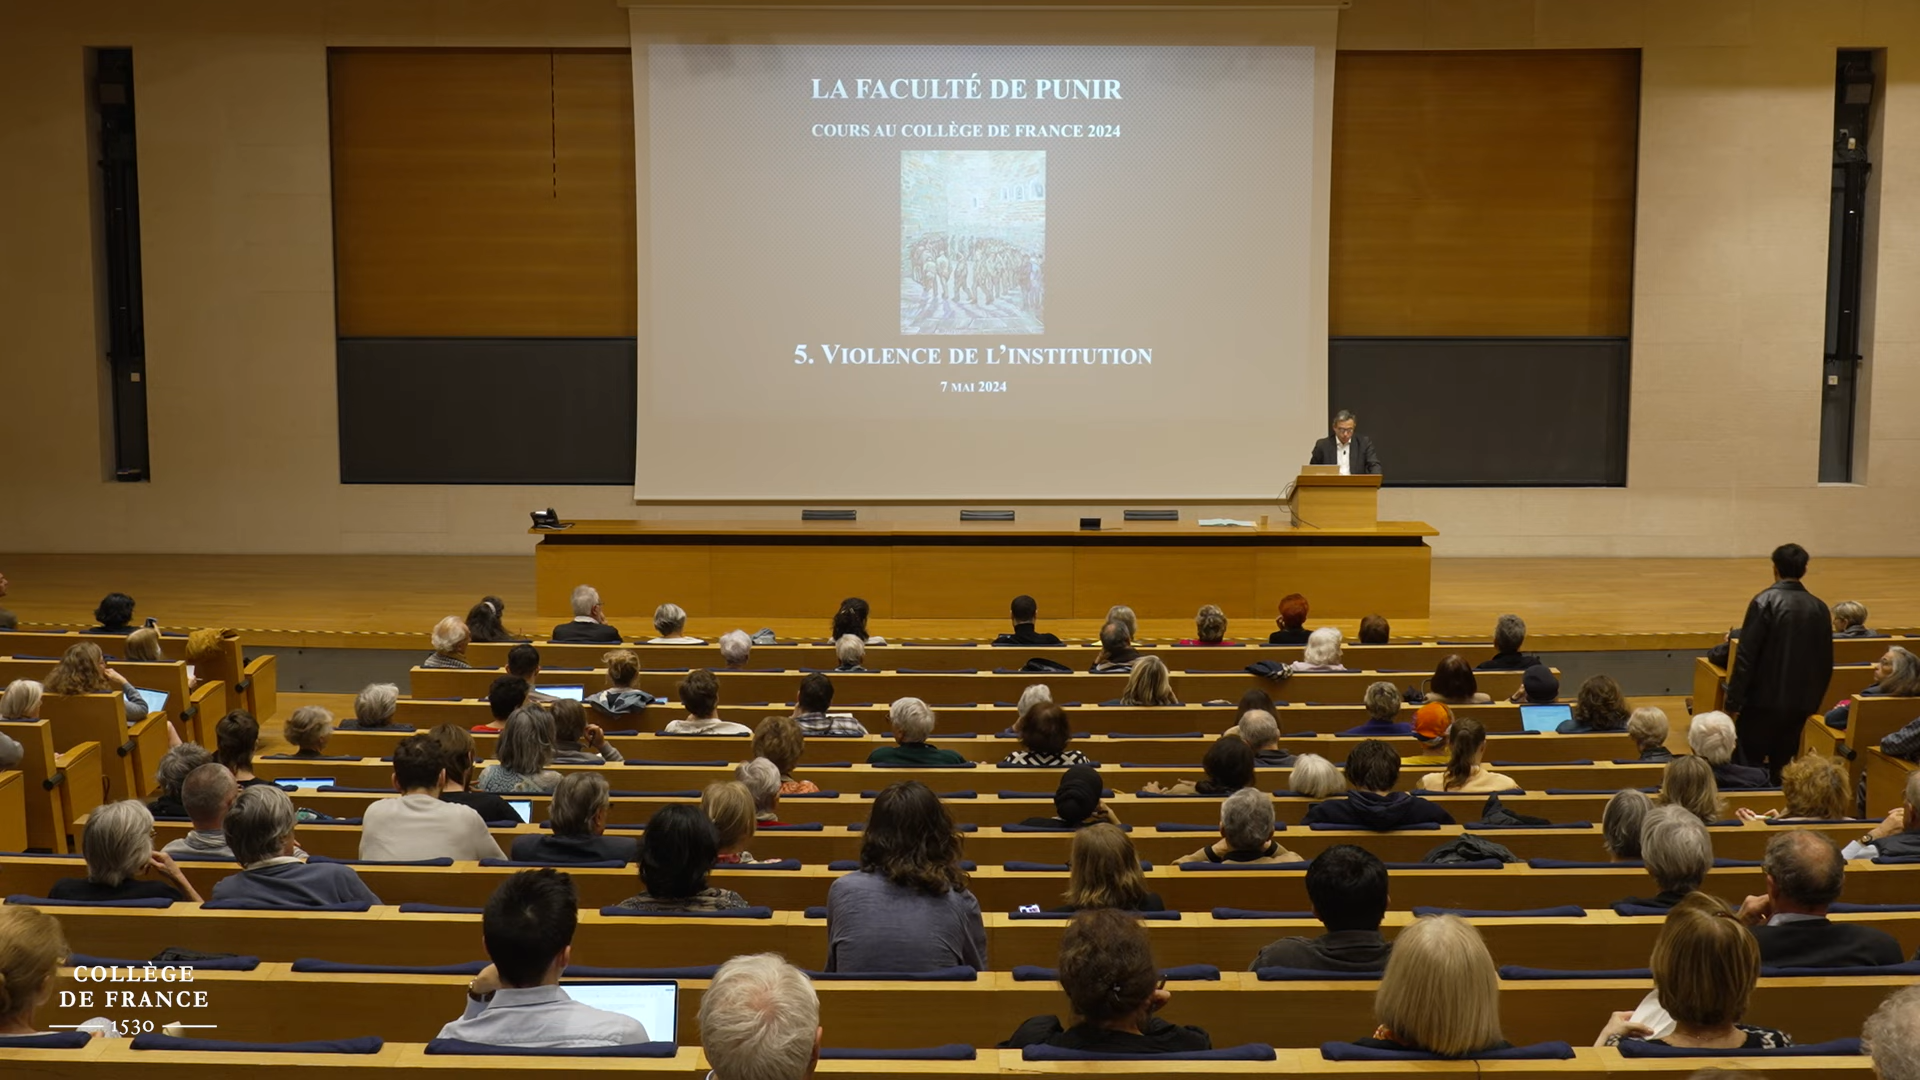 LA FACULTÉ DE PUNIR
COURS AU COLLÈGE DE FRANCE 2024
5. VIOLENCE DE L’INSTITUTION
7 MAI 2024
COLLÈGE
DE FRANCE
1530